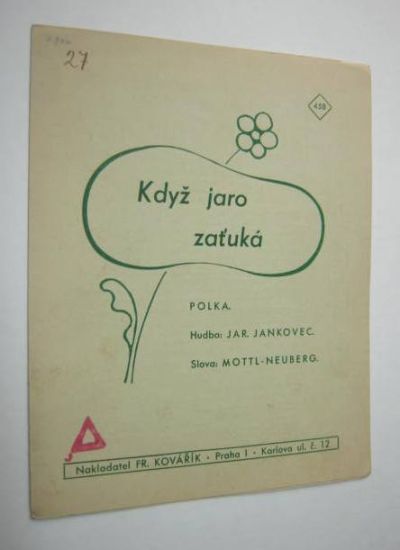 27
458
Když jaro
zaťuká
POLKA.
Hudba: JAR. JANKOVEC.
Slova: MOTTL-NEUBERG.
Nakladatel FR. KOVÁŘÍK • Praha I • Karlova ul. č. 12